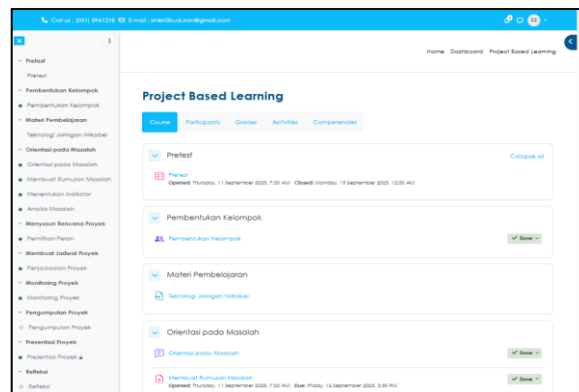 Call us : (031) 8961218 E-mail : smkn3buduran@gmail.com
Home Dashboard Project Based Learning
Pretest
Pretest
Pembentukan Kelompok
Pembentukan Kelompok
Materi Pembelajaran
Teknologi Jaringan Nirkabel
Orientasi pada Masalah
Orientasi pada Masalah
Membuat Rumusan Masalah
Menentukan Indikator
Analisis Masalah
Menyusun Rencana Proyek
Pemilihan Peran
Membuat Jadwal Proyek
Penjadwalan Proyek
Monitoring Proyek
Monitoring Proyek
Pengumpulan Proyek
Pengumpulan Proyek
Presentasi Proyek
Presentasi Proyek
Refleksi
Refleksi
Project Based Learning
Course Participants Grades Activities Competencies
Pretest Collapse all
Pretest
Opened: Thursday, 11 September 2025, 7:00 AM Closed: Monday, 15 September 2025, 12:00 AM
Pembentukan Kelompok
Pembentukan Kelompok Done
Materi Pembelajaran
Teknologi Jaringan Nirkabel
Orientasi pada Masalah
Orientasi pada Masalah Done
Membuat Rumusan Masalah Done
Opened: Thursday, 11 September 2025, 7:00 AM Due: Friday, 12 September 2025, 3:59 PM